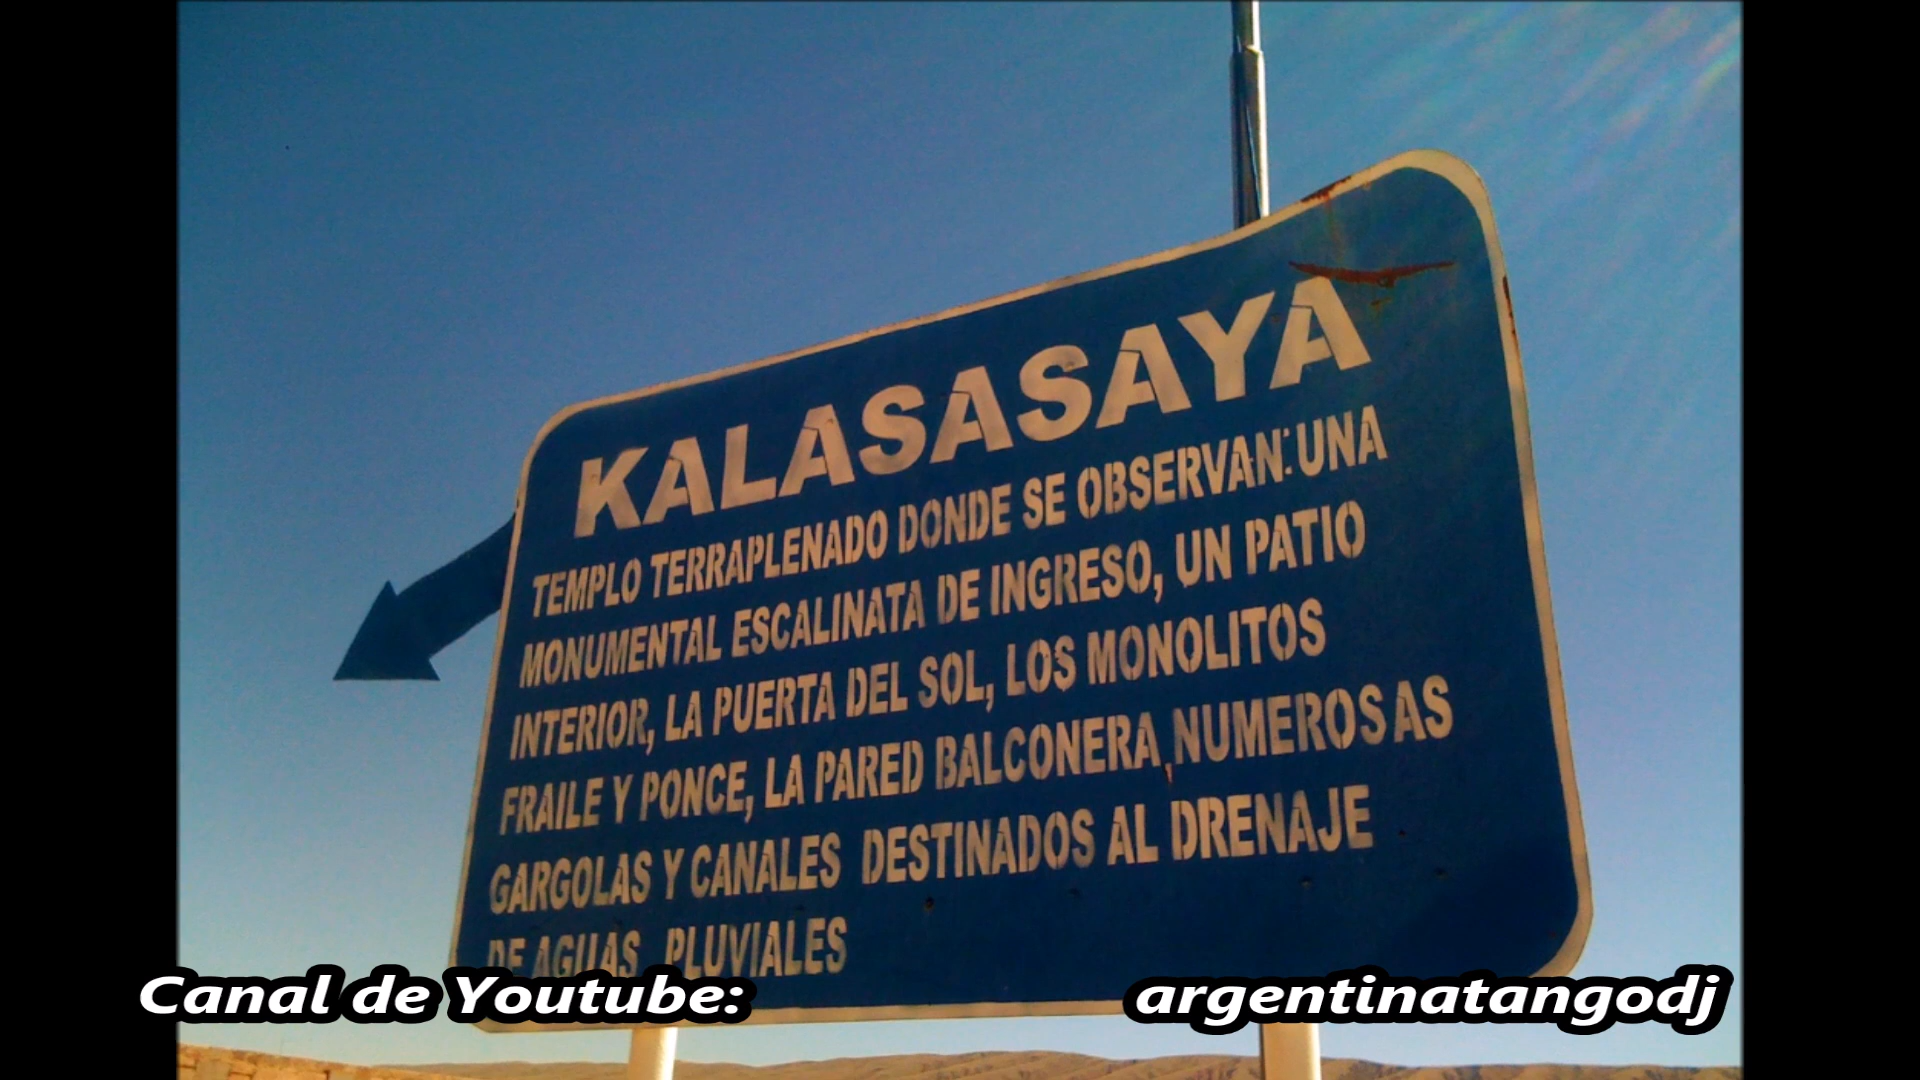 KALASASAYA
TEMPLO TERRAPLENADO DONDE SE OBSERVAN: UNA
MONUMENTAL ESCALINATA DE INGRESO, UN PATIO
INTERIOR, LA PUERTA DEL SOL, LOS MONOLITOS
FRAILE Y PONCE, LA PARED BALCONERA, NUMEROSAS
GARGOLAS Y CANALES DESTINADOS AL DRENAJE
DE AGUAS PLUVIALES
Canal de Youtube: argentinatangodj